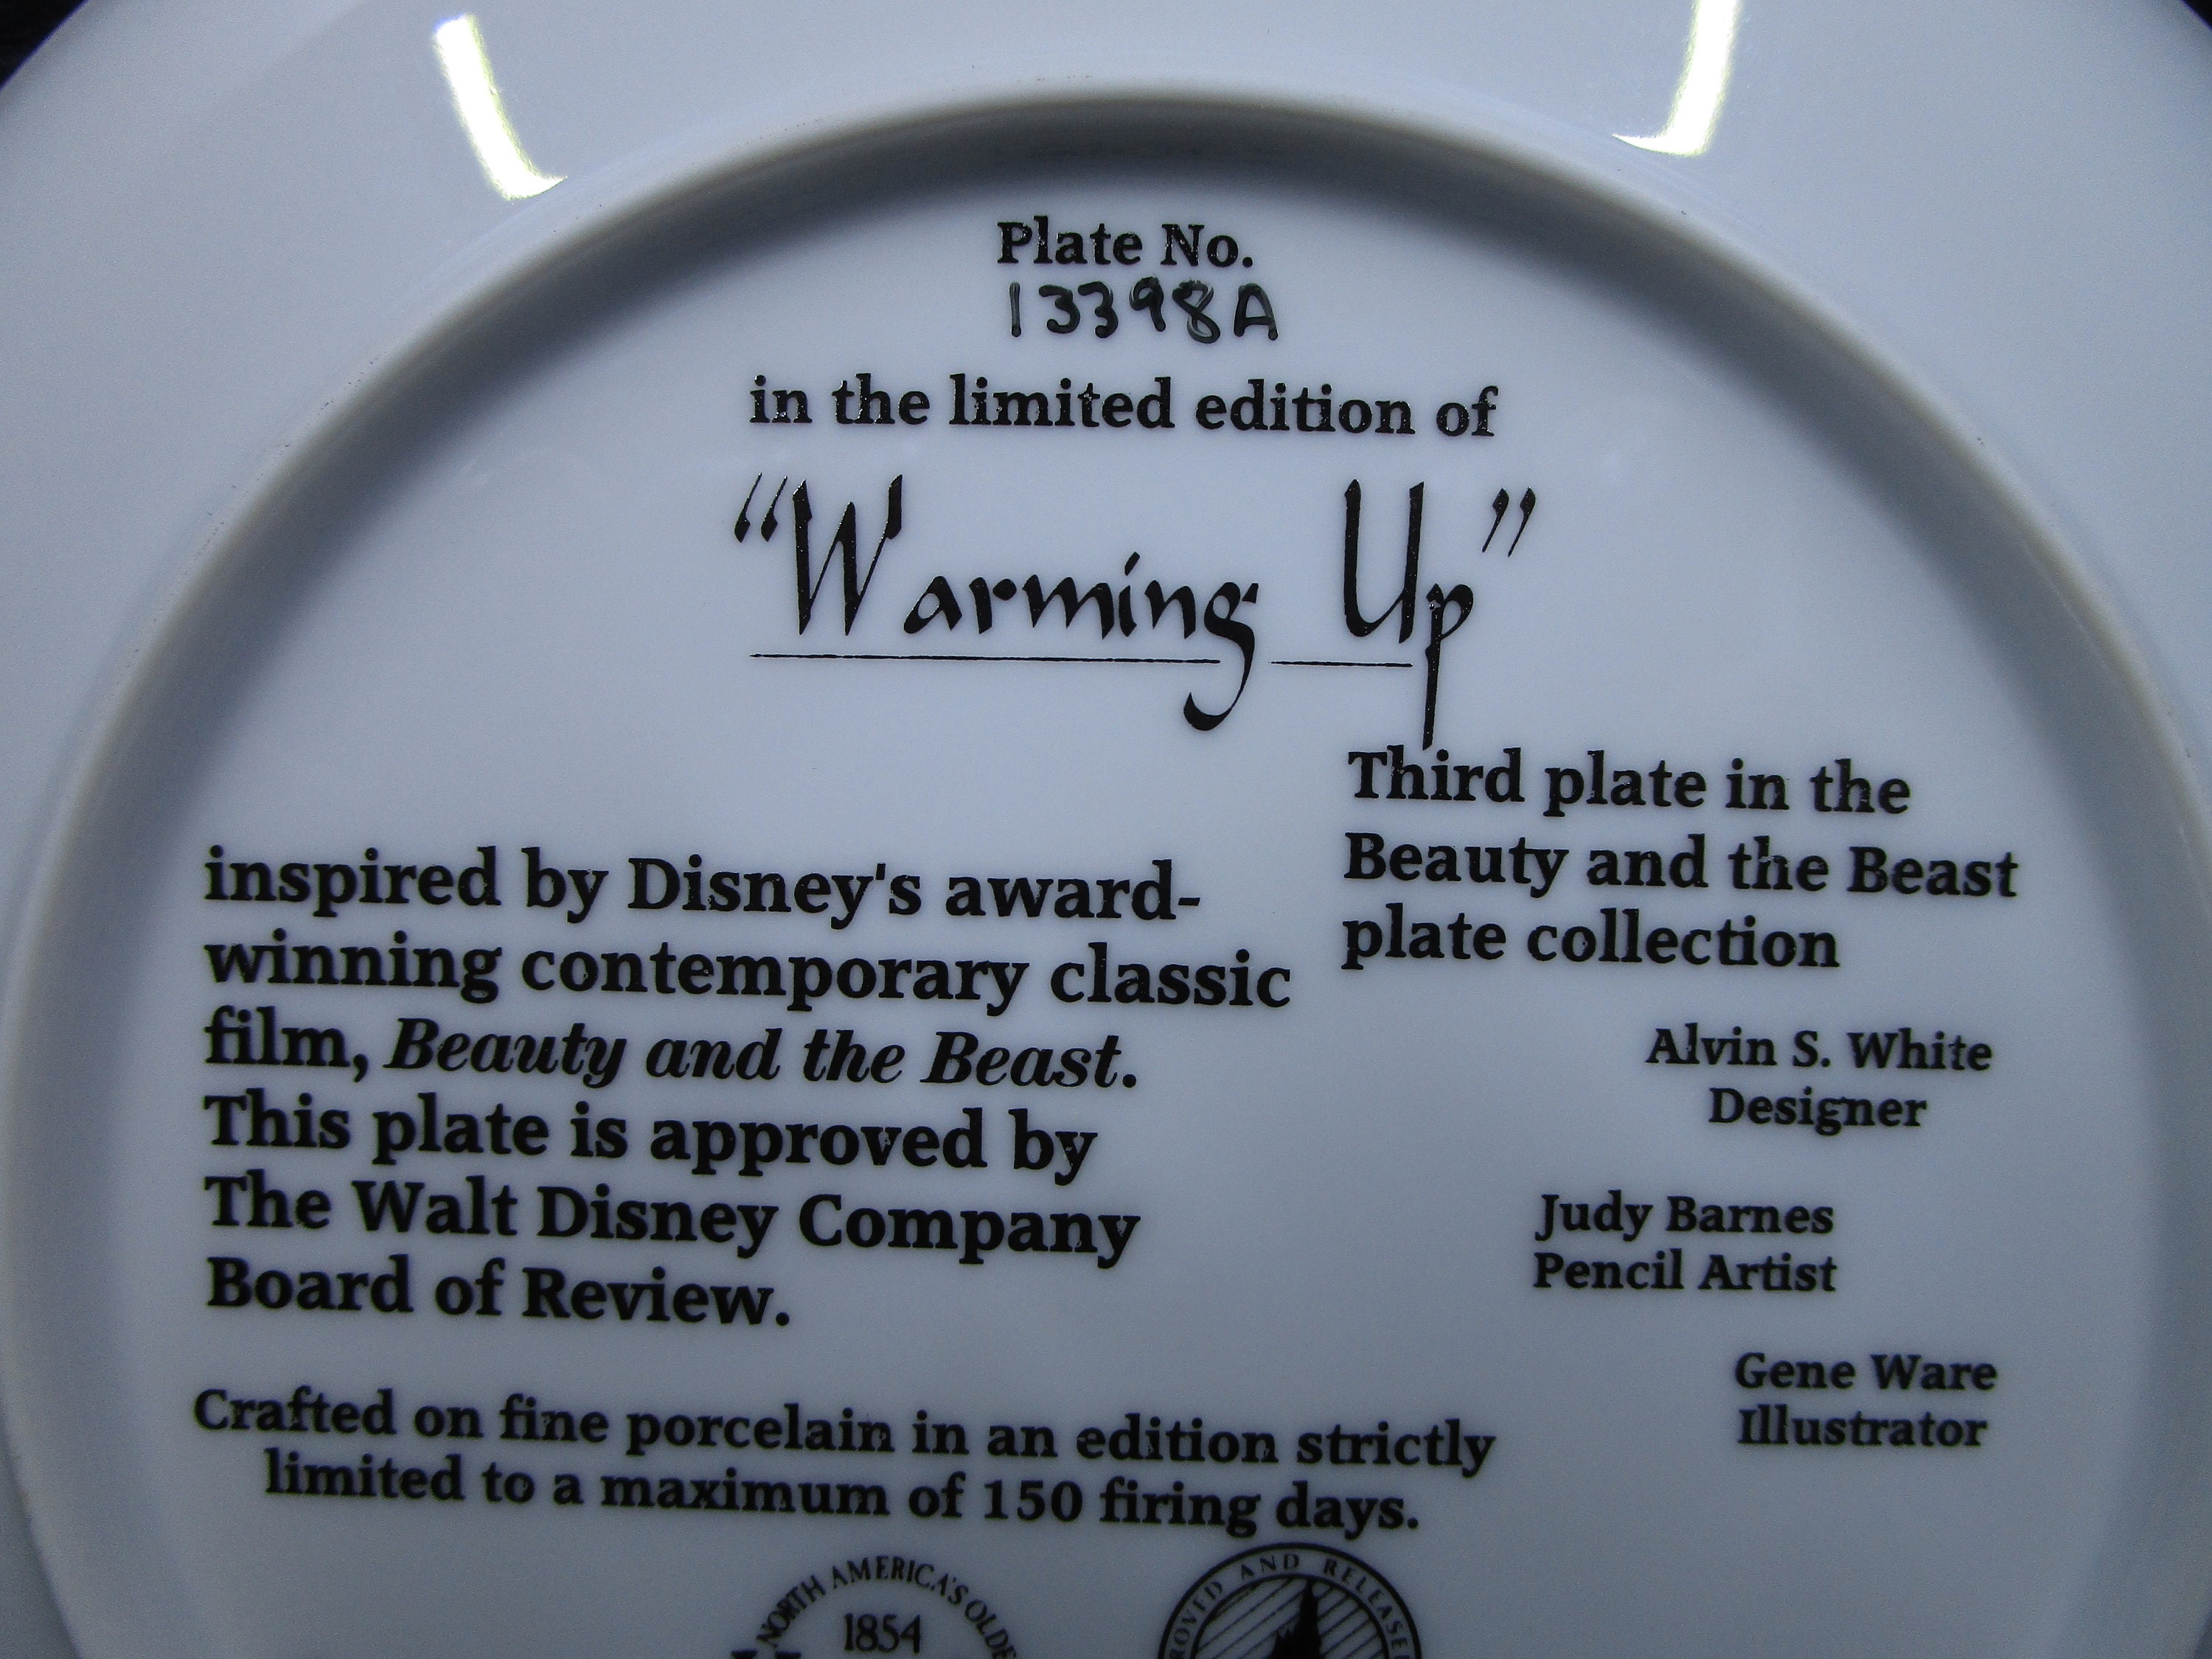 Plate No.
13398A
in the limited edition of
“Warming Up”
Third plate in the
Beauty and the Beast
plate collection
inspired by Disney's award-
winning contemporary classic
film, Beauty and the Beast.
This plate is approved by
The Walt Disney Company
Board of Review.
Alvin S. White
Designer
Judy Barnes
Pencil Artist
Gene Ware
Illustrator
Crafted on fine porcelain in an edition strictly
limited to a maximum of 150 firing days.
NORTH AMERICA'S
1854
AND